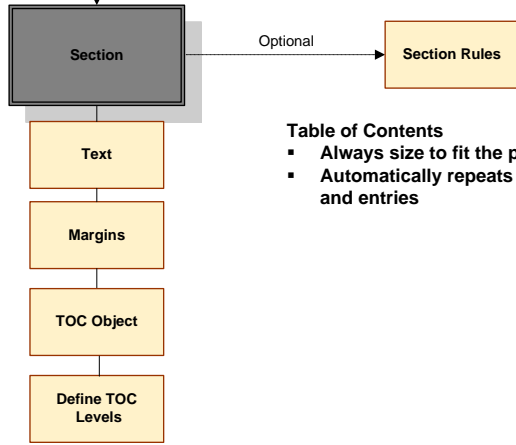 Section
Optional
Section Rules
Text
Table of Contents
▪ Always size to fit the
▪ Automatically repeats
and entries
Margins
TOC Object
Define TOC
Levels